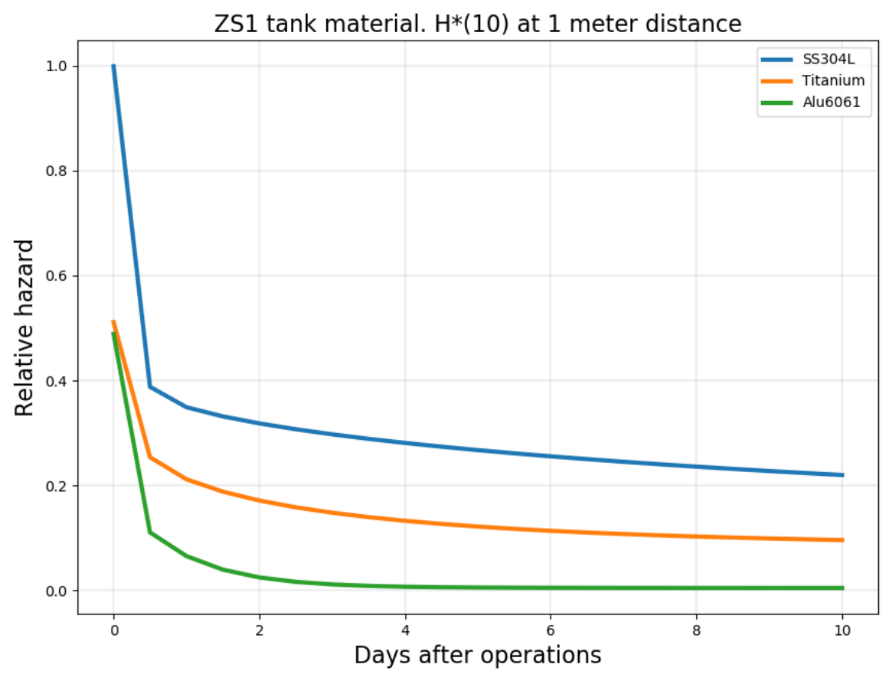 ZS1 tank material. H*(10) at 1 meter distance
SS304L
Titanium
Alu6061
1.0
0.8
0.6
0.4
0.2
0.0
Relative hazard
0 2 4 6 8 10
Days after operations